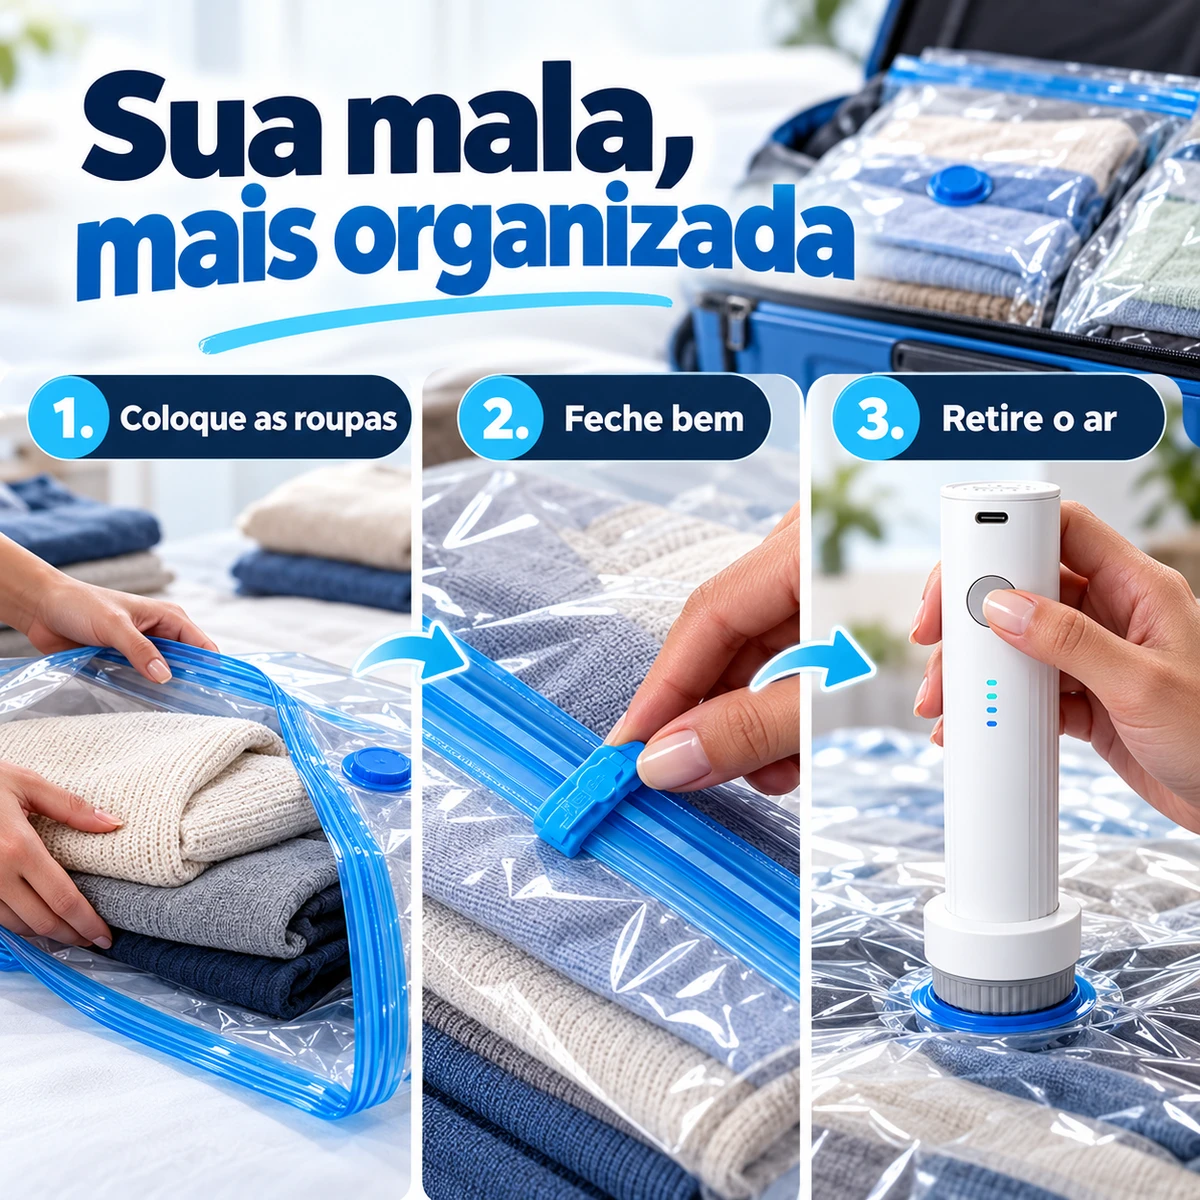 Sua mala,
mais organizada
1. Coloque as roupas
2. Feche bem
3. Retire o ar